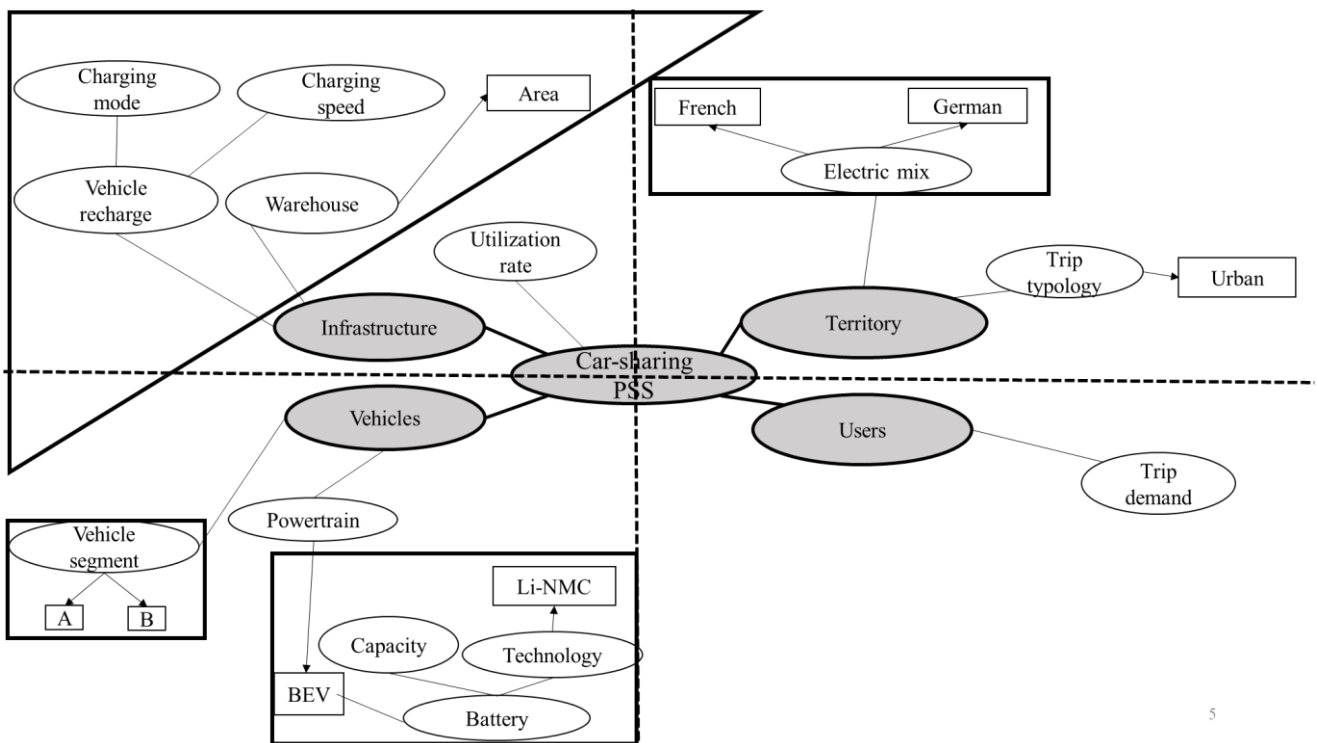 Charging
mode
Charging
speed
Area
French
German
Electric mix
Vehicle
recharge
Warehouse
Utilization
rate
Trip
typology
Urban
Infrastructure
Territory
Car-sharing
PSS
Vehicles
Users
Trip
demand
Powertrain
Vehicle
segment
A
B
Li-NMC
Capacity
Technology
BEV
Battery
5